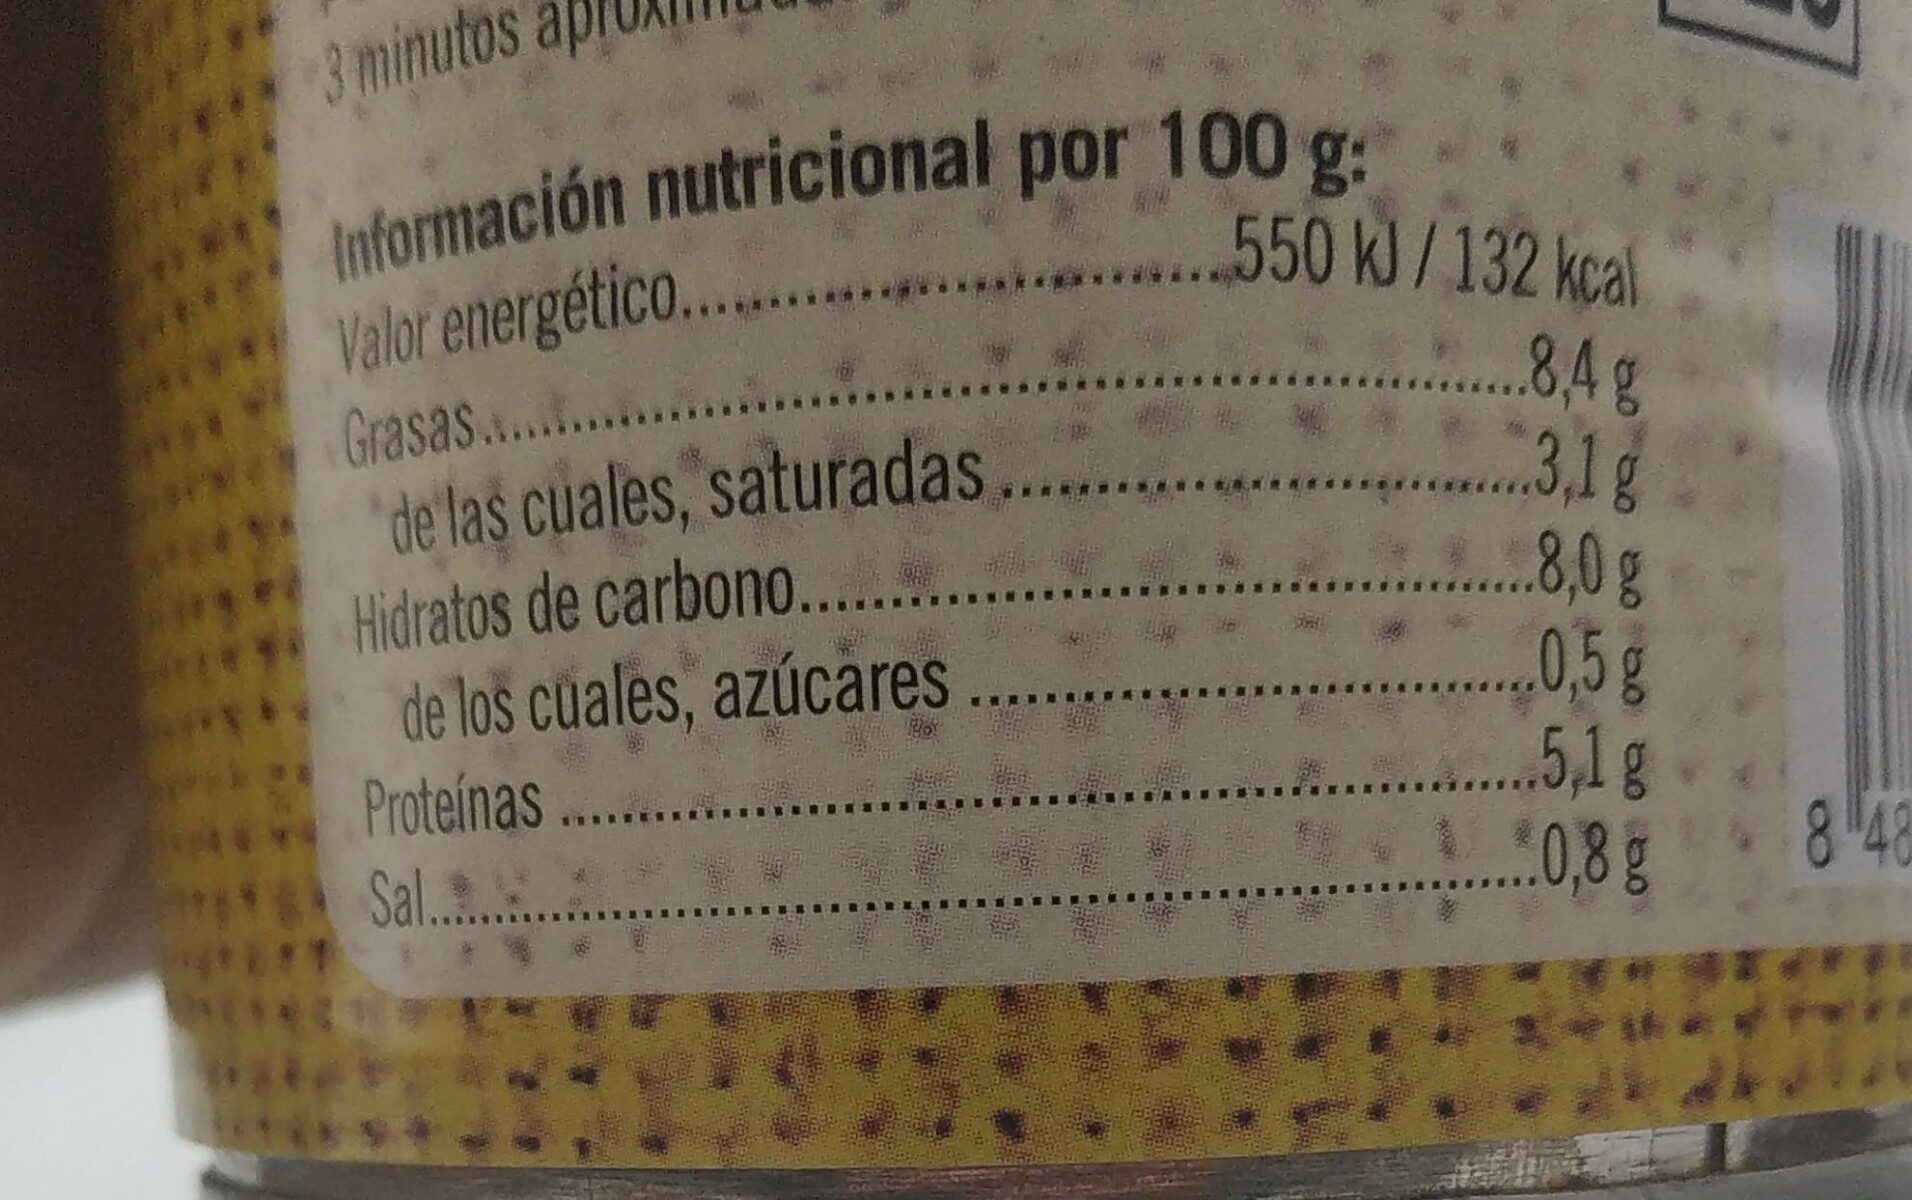 3 minutos
Información nutricional por 100 g:
Valor energético..............................550 kJ / 132 kcal
Grasas..............................8,4 g
de las cuales, saturadas..............................3,1 g
Hidratos de carbono..............................8,0 g
de los cuales, azúcares..............................0,5 g
Proteínas..............................5,1 g
Sal..............................0,8 g
8 48